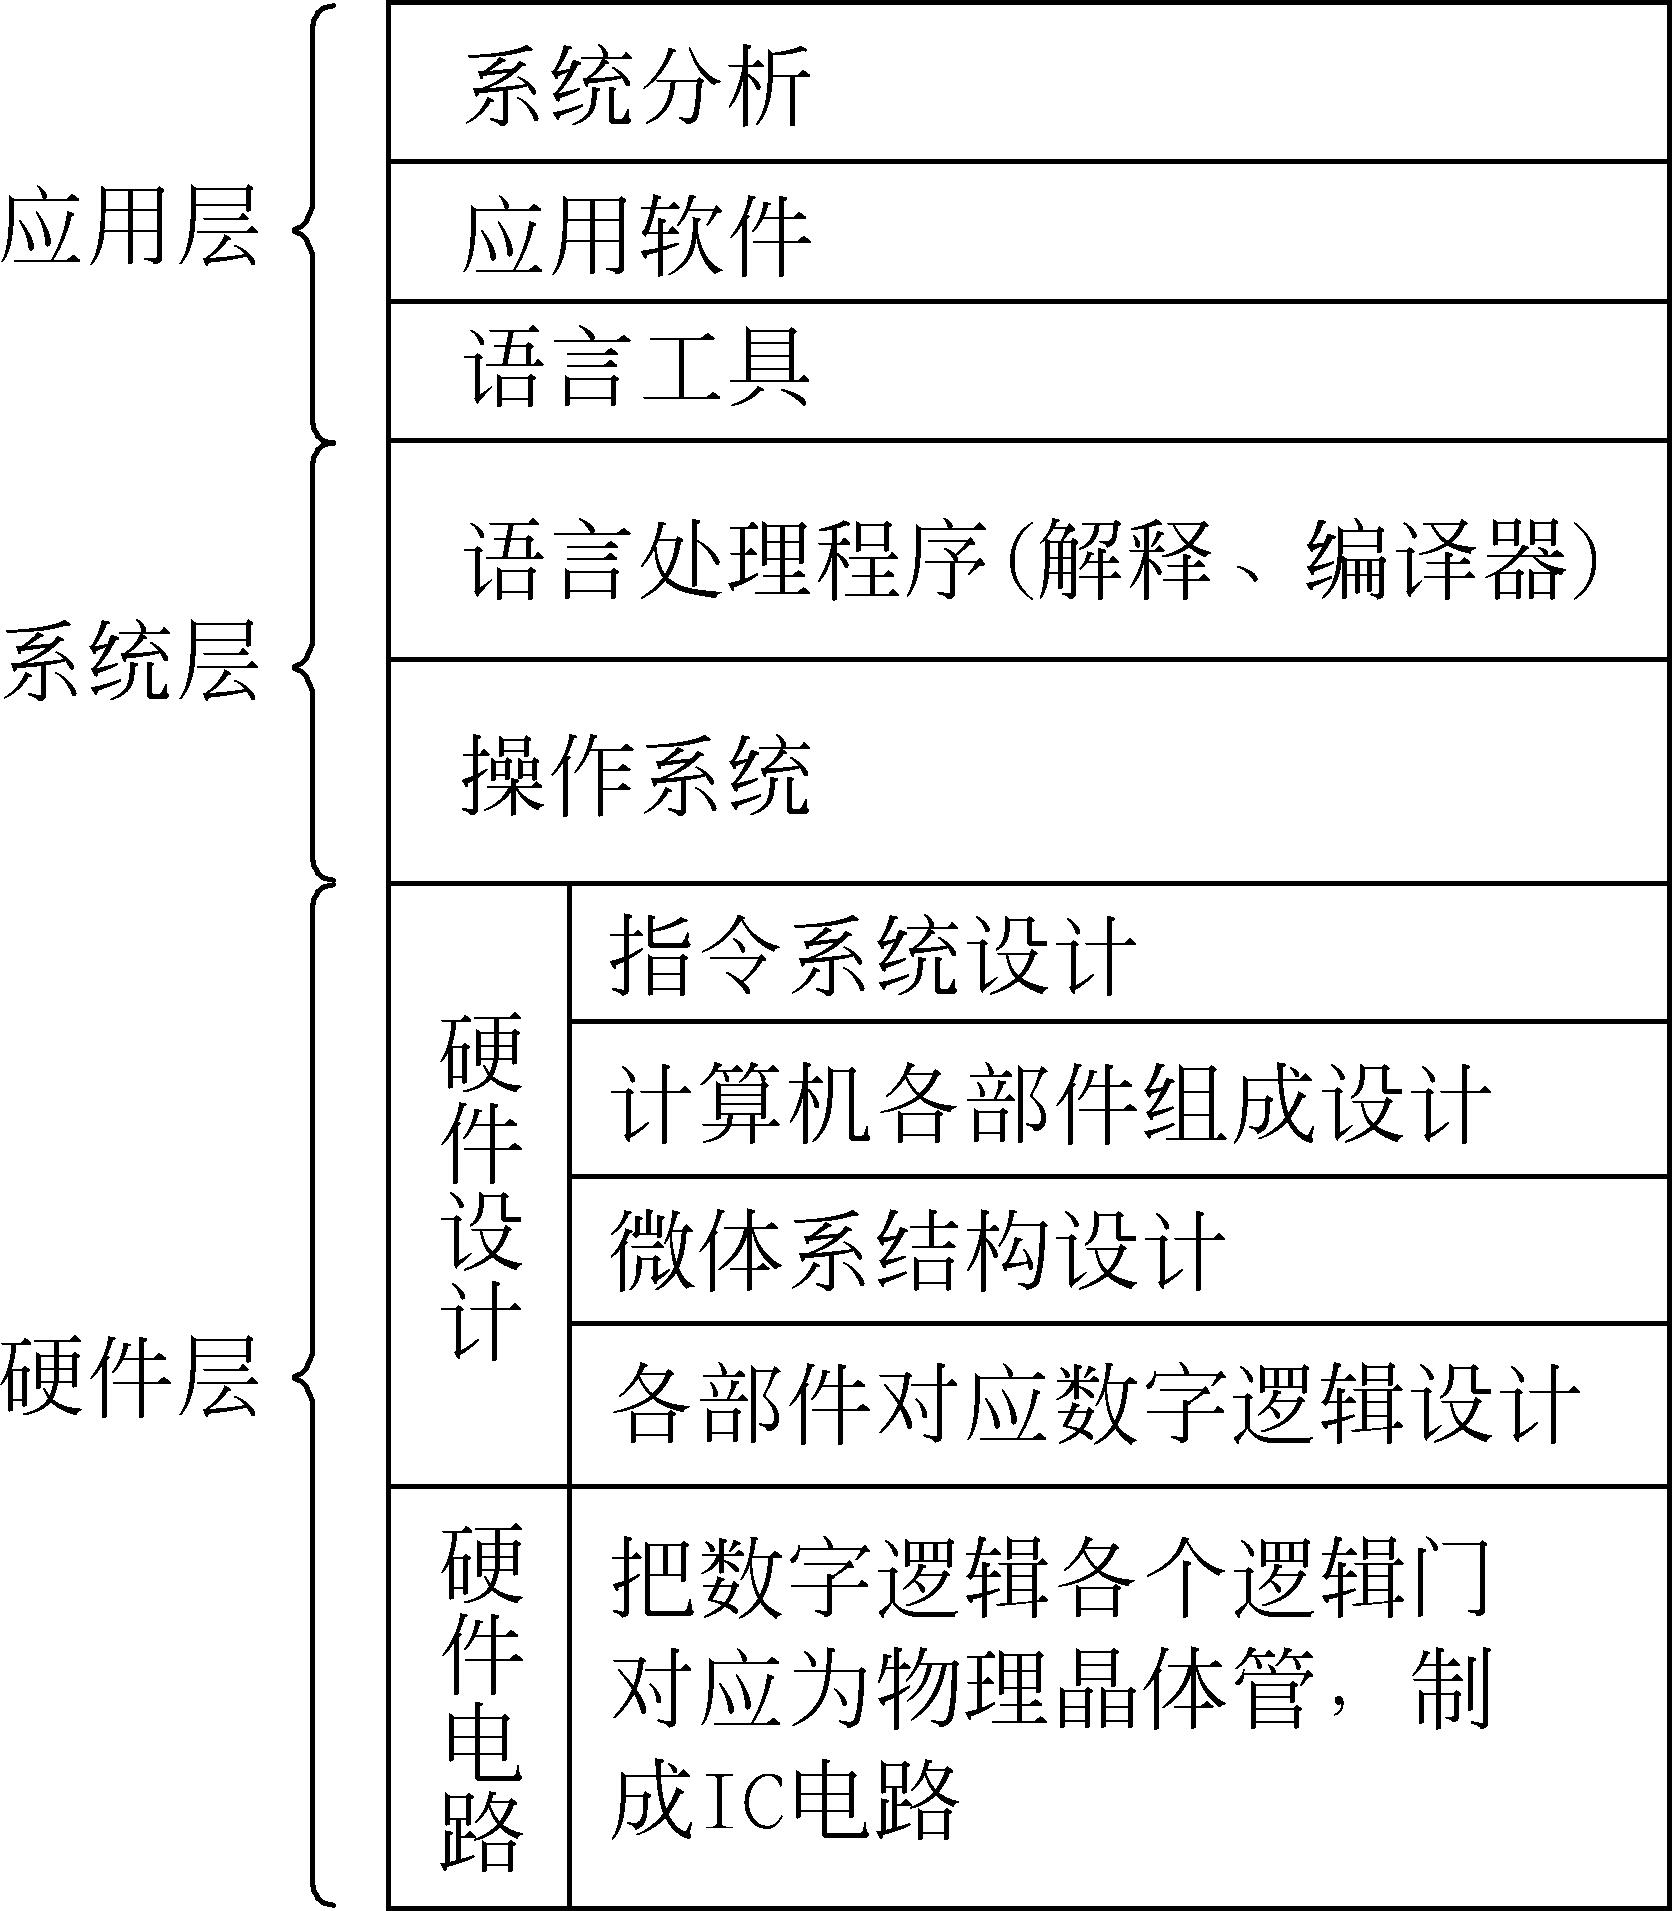 应用层
系统分析
应用软件
语言工具
系统层
语言处理程序(解释、编译器)
操作系统
硬件层
硬件设计
指令系统设计
计算机各部件组成设计
微体系结构设计
各部件对应数字逻辑设计
硬件电路
把数字逻辑各个逻辑门
对应为物理晶体管，制
成IC电路